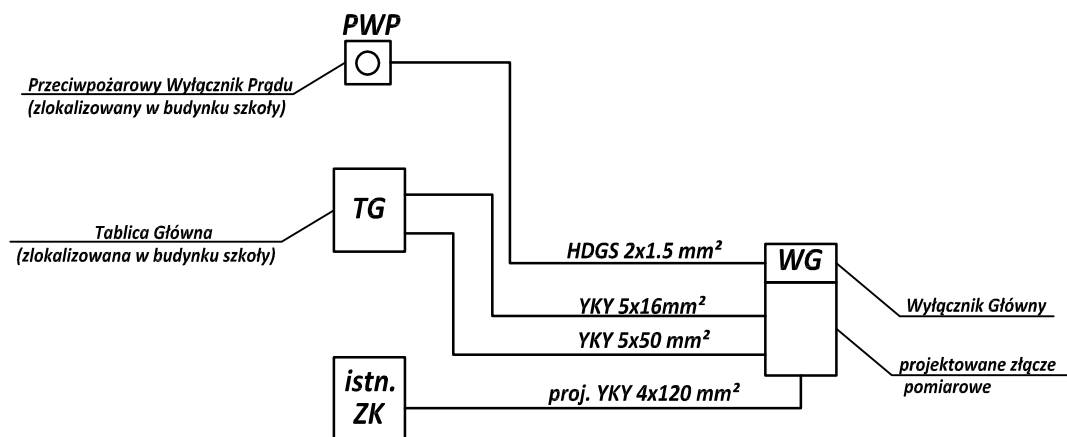 PWP
Przeciwpożarowy Wyłącznik Prądu
(zlokalizowany w budynku szkoły)
TG
Tablica Główna
(zlokalizowana w budynku szkoły)
HDGS 2x1.5 mm²
WG
Wyłącznik Główny
YKY 5x16mm²
YKY 5x50 mm²
projektowane złącze
pomiarowe
istn.
ZK
proj. YKY 4x120 mm²